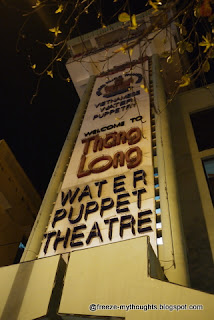 VIETNAMESE
WATER
PUPPETRY
WELCOME TO
Thăng
Long
WATER
PUPPET
THEATRE
@freeze-mythoughts.blogspot.com